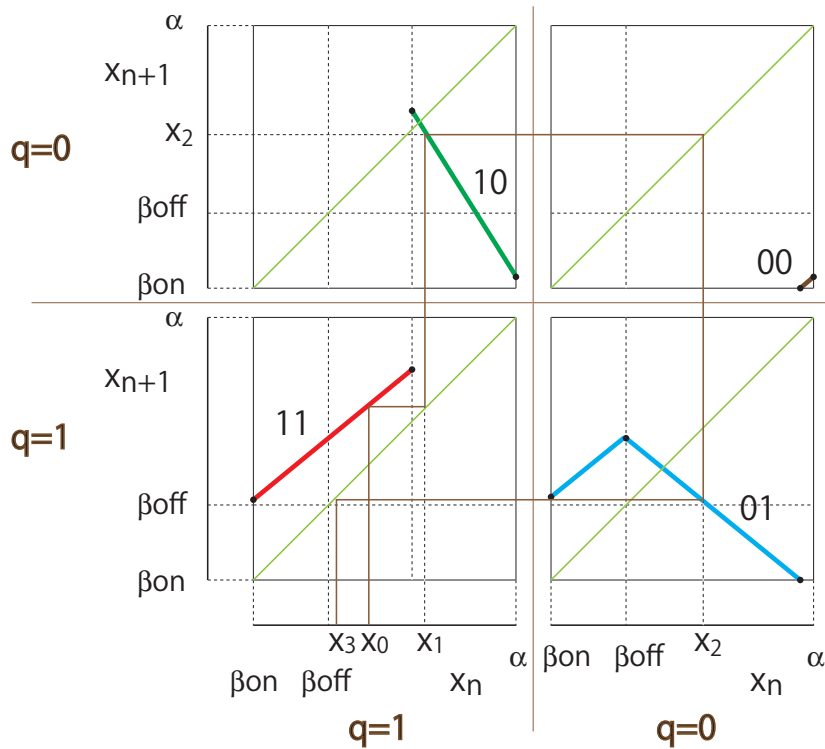 α
xn+1
x2
q=0
βoff
βon
10
00
α
xn+1
q=1
βoff
βon
11
01
x3 x0 x1 α
βon βoff xn
βon βoff x2 α
xn
q=1 q=0